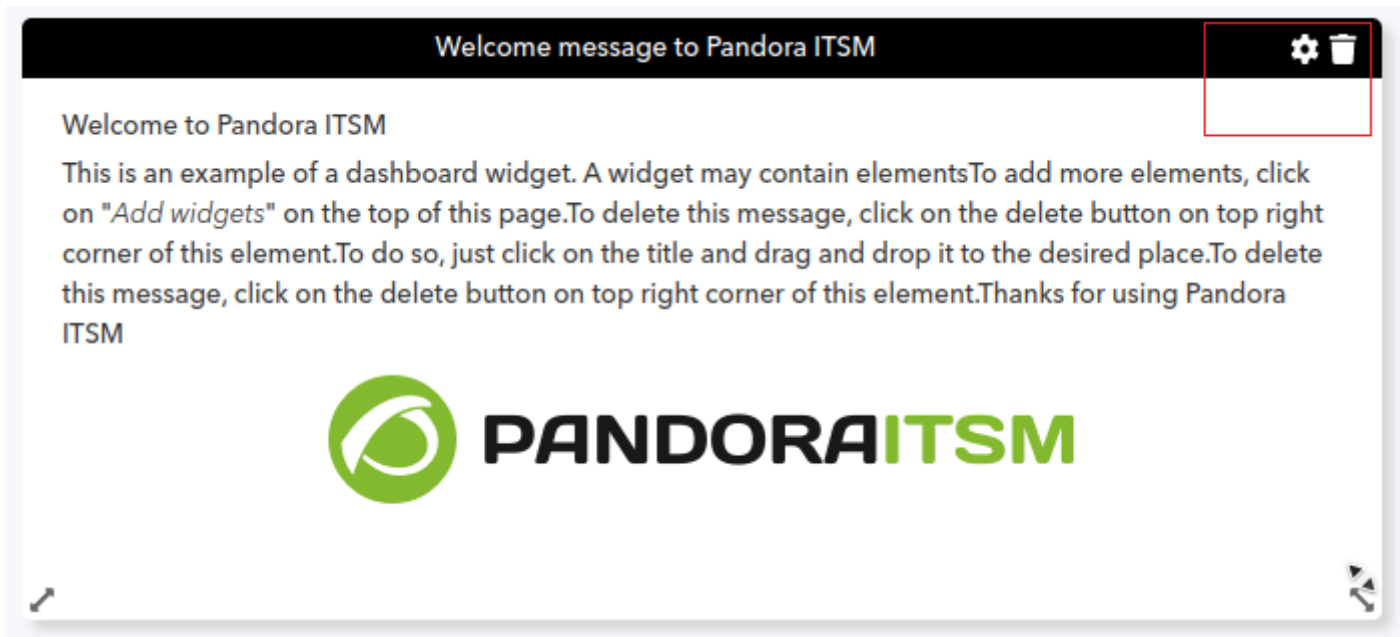 Welcome message to Pandora ITSM
Welcome to Pandora ITSM
This is an example of a dashboard widget. A widget may contain elementsTo add more elements, click
on "Add widgets" on the top of this page.To delete this message, click on the delete button on top right
corner of this element.To do so, just click on the title and drag and drop it to the desired place.To delete
this message, click on the delete button on top right corner of this element.Thanks for using Pandora
ITSM
PANDORAITSM